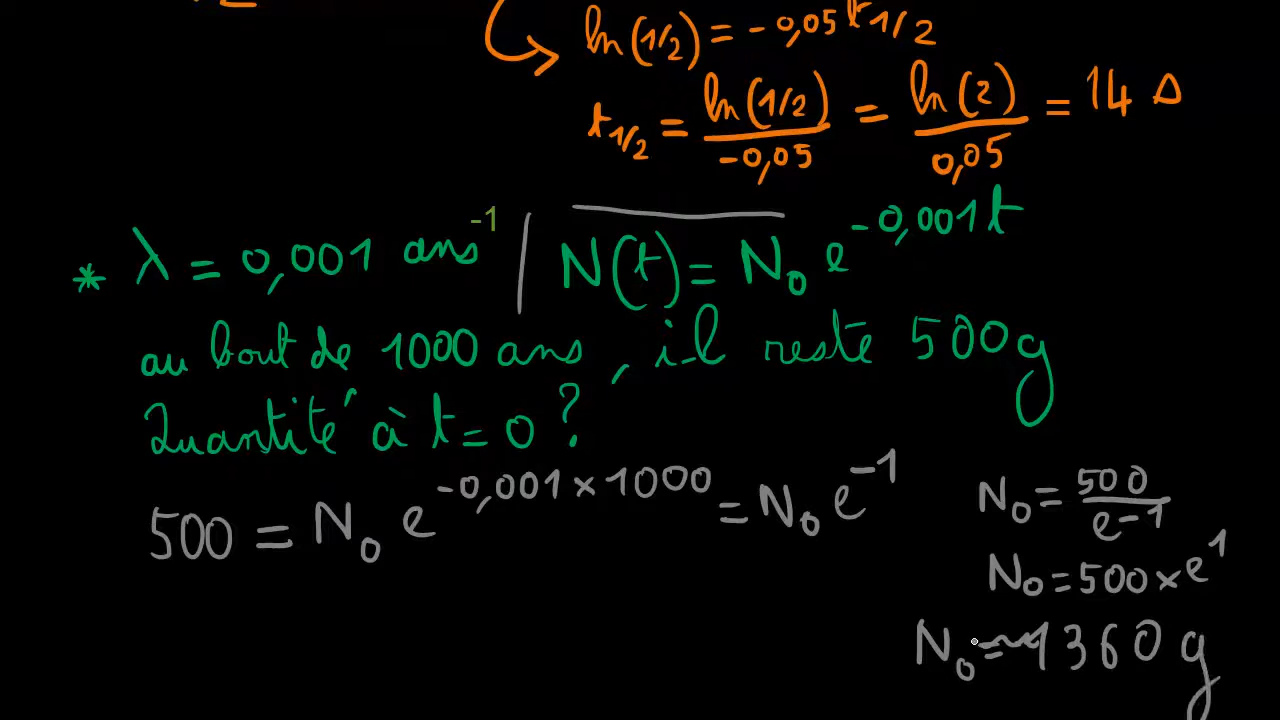 ln(1/2) = -0,05 t1/2
t1/2 = ln(1/2)/-0,05 = ln(2)/0,05 = 14 s
* λ = 0,001 ans-1 | N(t) = N0 e-0,001t
au bout de 1000 ans, il reste 500g
Quantité à t=0?
500 = N0 e-0,001×1000 = N0 e-1
N0 = 500/e-1
N0 = 500×e1
N0 = ~1360 g